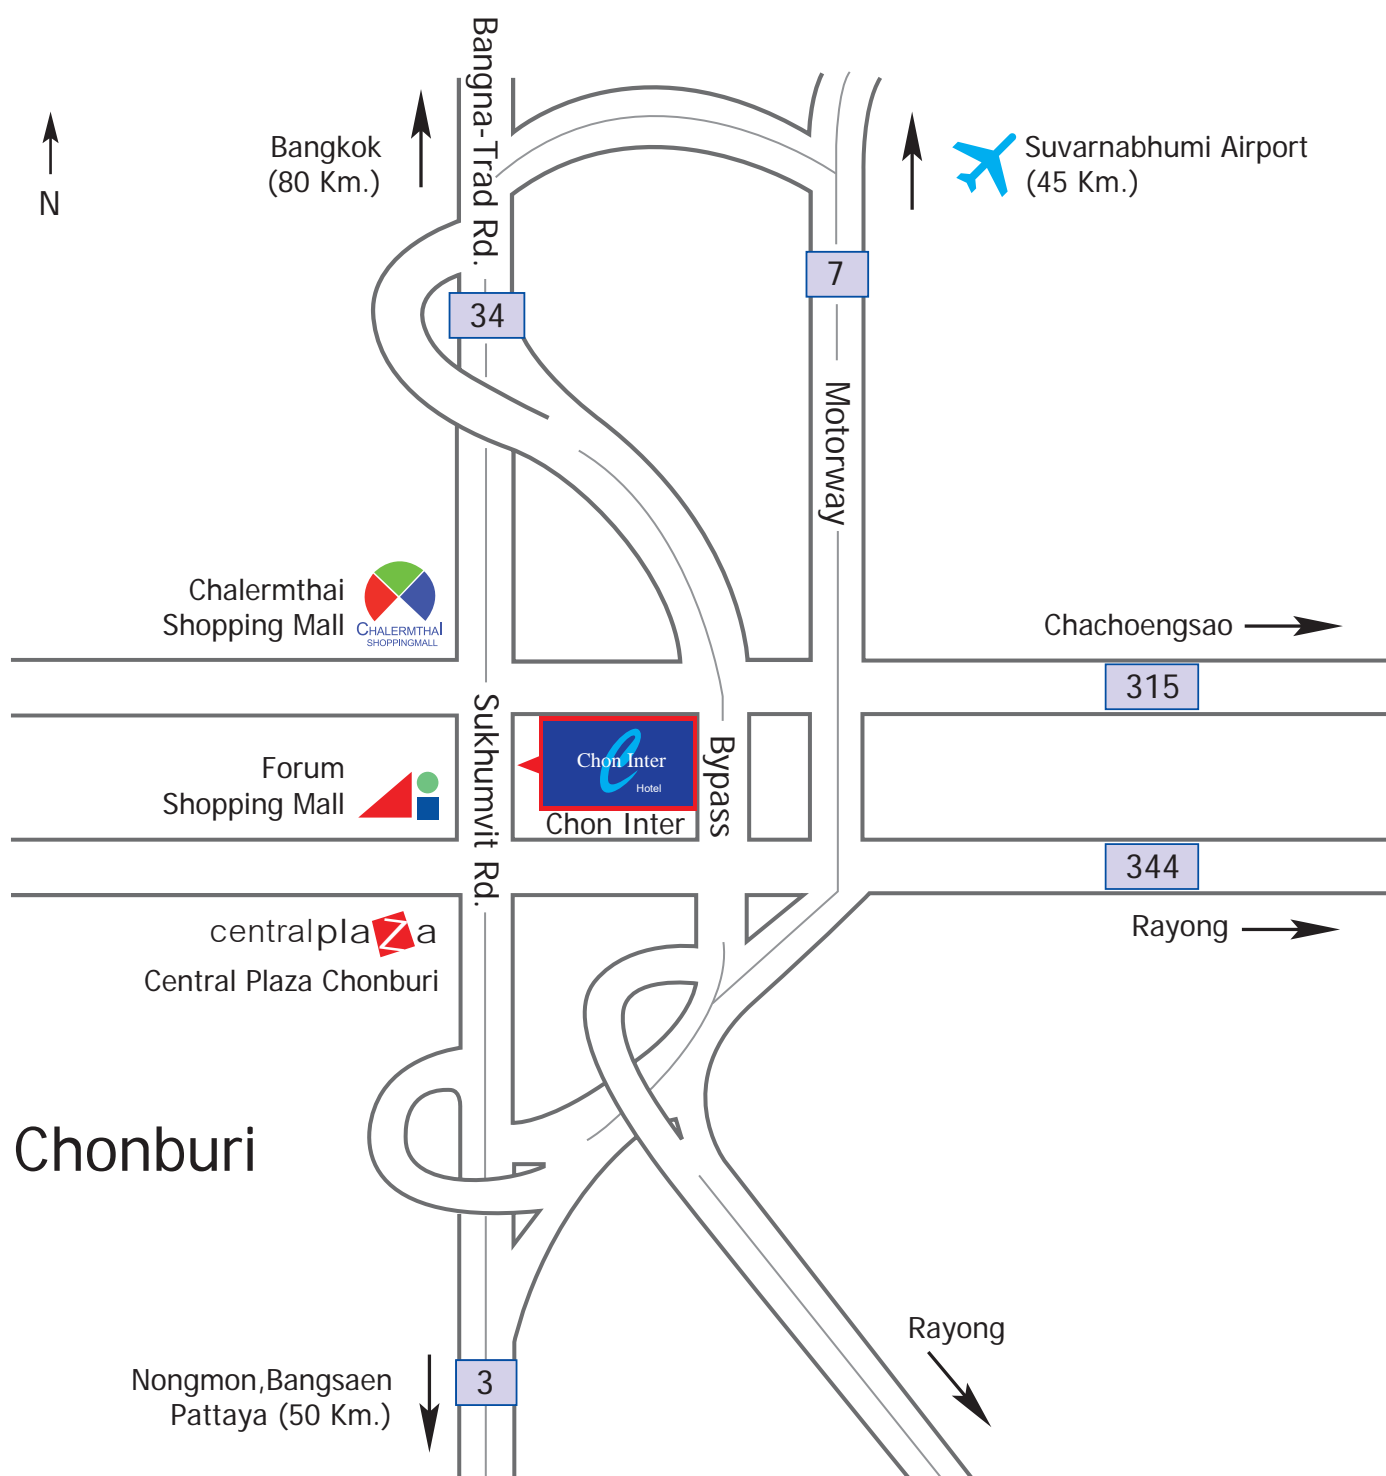 Bangna-Trad Rd.
Bangkok
(80 Km.)
N
Suvarnabhumi Airport
(45 Km.)
7
34
Motorway
Chalermthai
Shopping Mall
CHALERMTHAI
SHOPPINGMALL
Chachoengsao
315
Sukhumvit Rd.
Chon Inter
Hotel
Chon Inter
Bypass
Forum
Shopping Mall
344
Rayong
centralplaza
Central Plaza Chonburi
Chonburi
Rayong
Nongmon,Bangsaen
Pattaya (50 Km.)
3